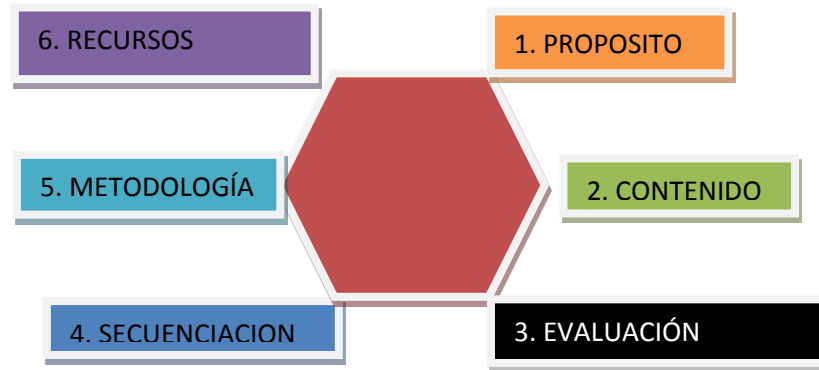 6. RECURSOS
1. PROPOSITO
5. METODOLOGÍA
2. CONTENIDO
4. SECUENCIACION
3. EVALUACIÓN